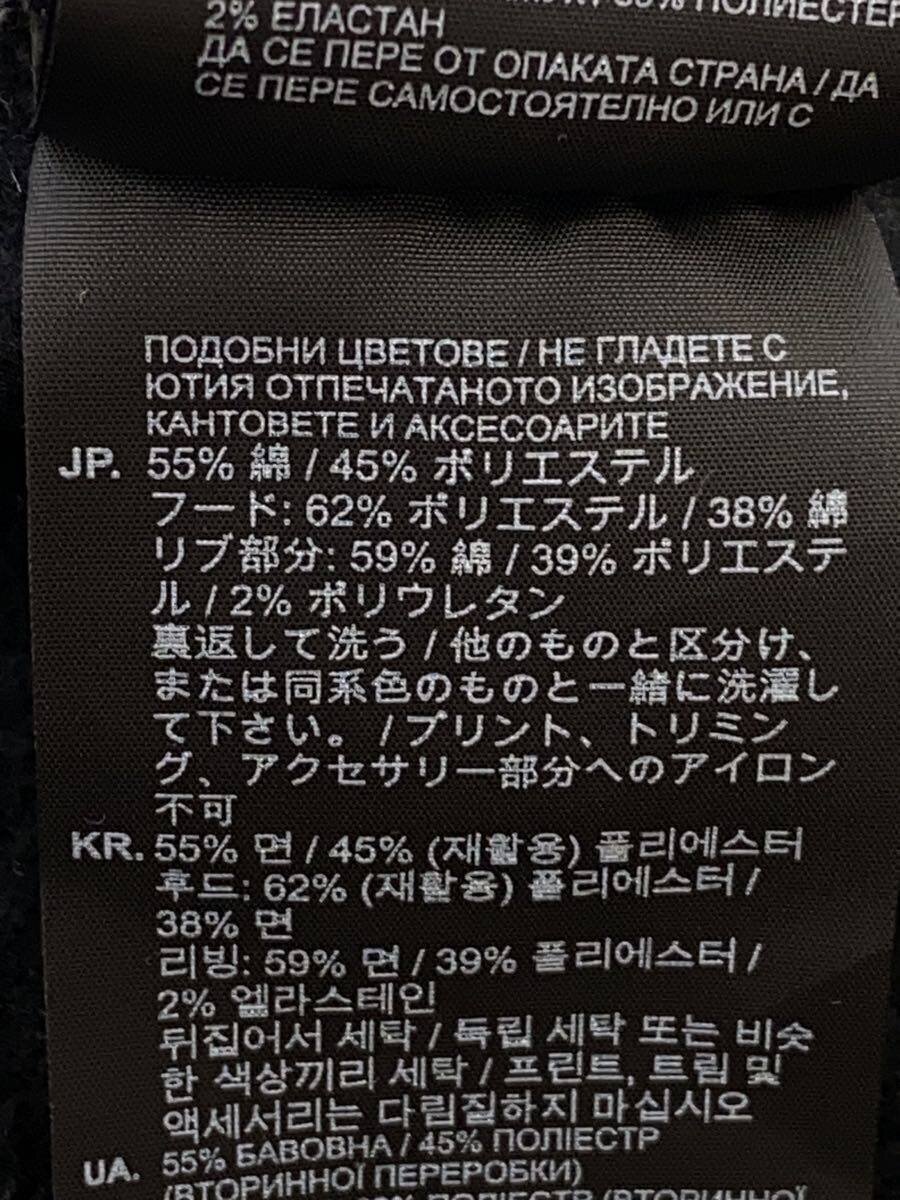 38% ПОЛИЕСТЕР
2% ЕЛАСТАН
ДА СЕ ПЕРЕ ОТ ОПАКАТА СТРАНА / ДА
СЕ ПЕРЕ САМОСТОЯТЕЛНО ИЛИ С
ПОДОБНИ ЦВЕТОВЕ / НЕ ГЛАДЕТЕ С
ЮТИЯ ОТПЕЧАТАНОТО ИЗОБРАЖЕНИЕ,
КАНТОВЕТЕ И АКСЕСОАРИТЕ
JP. 55% 綿 / 45% ポリエステル
フード: 62% ポリエステル / 38% 綿
リブ部分: 59% 綿 / 39% ポリエステ
ル / 2% ポリウレタン
裏返して洗う / 他のものと区分け、
または同系色のものと一緒に洗濯し
て下さい。 /プリント、トリミン
グ、アクセサリー部分へのアイロン
不可
KR. 55% 면 / 45% (재활용) 폴리에스터
후드: 62% (재활용) 폴리에스터 /
38% 면
리빙: 59% 면 / 39% 폴리에스터 /
2% 엘라스테인
뒤집어서 세탁 / 독립 세탁 또는 비슷
한 색상끼리 세탁 / 프린트, 트림 및
액세서리는 다림질하지 마십시오
UA. 55% БАВОВНА / 45% ПОЛІЕСТР
(ВТОРИННОЇ ПЕРЕРОБКИ)
ПОЛІЕСТР (ВТОРИННОЇ